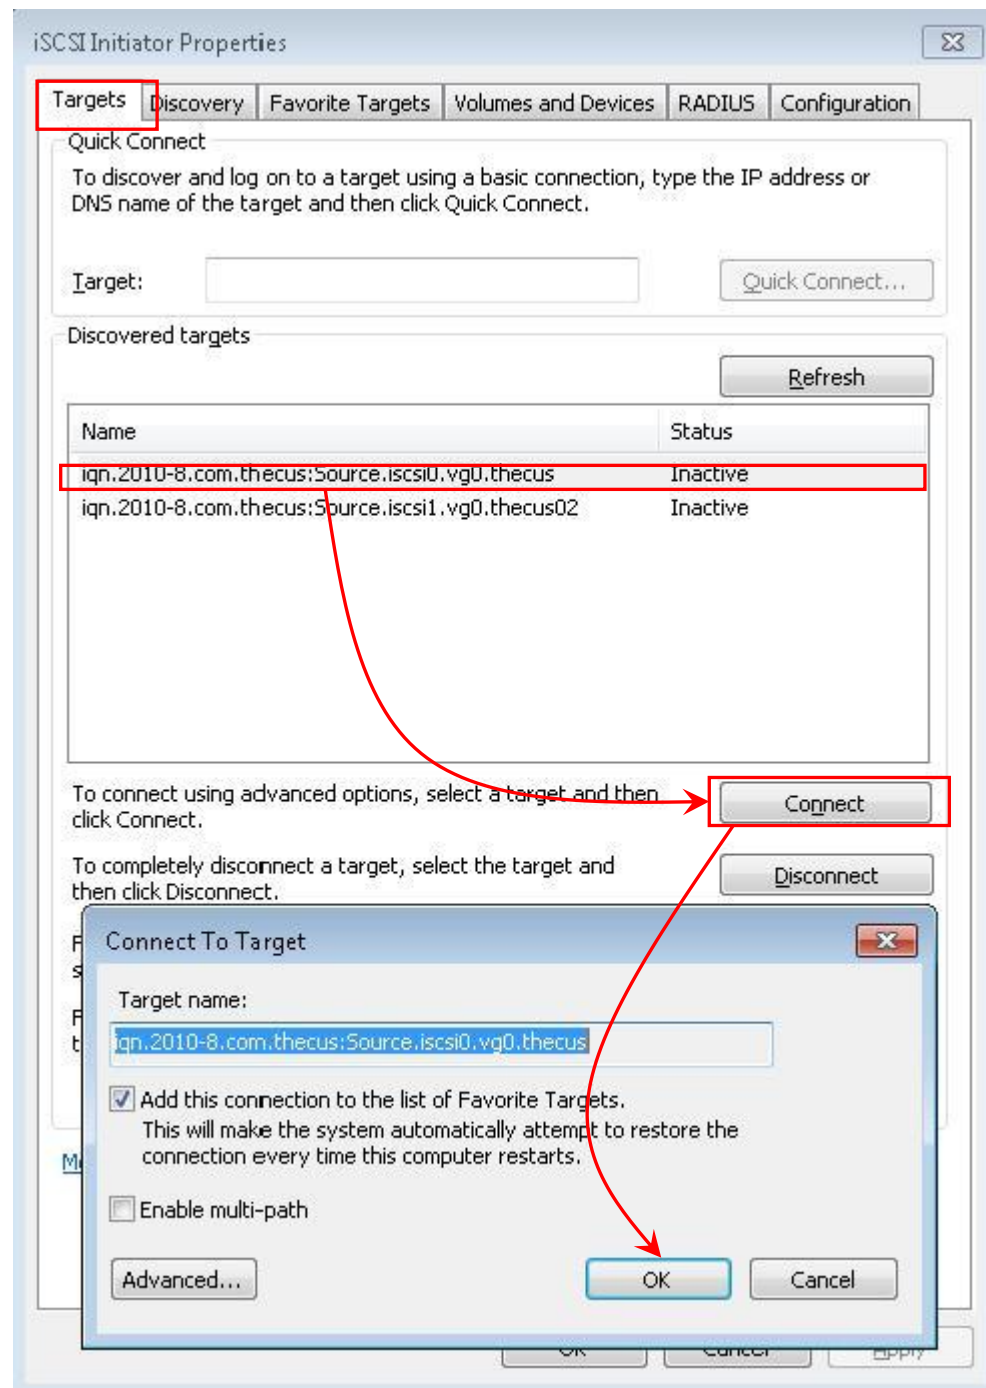 iSCSI Initiator Properties
Targets Discovery Favorite Targets Volumes and Devices RADIUS Configuration
Quick Connect
To discover and log on to a target using a basic connection, type the IP address or
DNS name of the target and then click Quick Connect.
Target: Quick Connect...
Discovered targets
Refresh
Name Status
iqn.2010-8.com.thecus:Source.iscsi0.vg0.thecus Inactive
iqn.2010-8.com.thecus:Source.iscsi1.vg0.thecus02 Inactive
To connect using advanced options, select a target and then
click Connect.
Connect
To completely disconnect a target, select the target and
then click Disconnect.
Disconnect
Connect To Target
Target name:
iqn.2010-8.com.thecus:Source.iscsi0.vg0.thecus
Add this connection to the list of Favorite Targets.
This will make the system automatically attempt to restore the
connection every time this computer restarts.
Enable multi-path
Advanced... OK Cancel
OK Cancel Apply